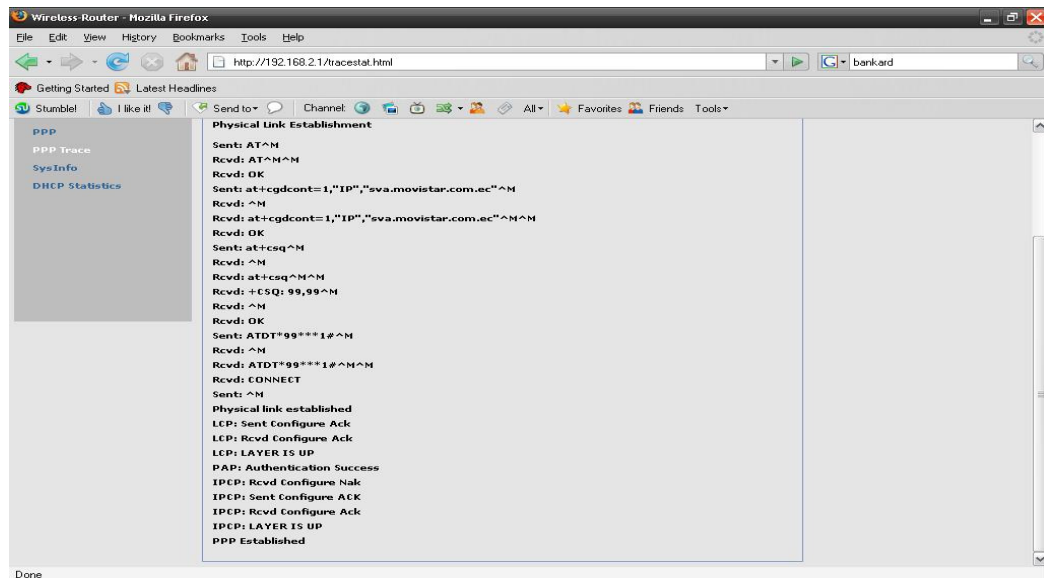 Wireless-Router - Mozilla Firefox
File Edit View History Bookmarks Tools Help
http://192.168.2.1/tracestat.html
G bankard
Getting Started Latest Headlines
Stumble! I like it! Send to Channel: All Favorites Friends Tools
PPP
PPP Trace
SysInfo
DHCP Statistics
Physical Link Establishment
Sent: AT^M
Rcvd: AT^M^M
Rcvd: OK
Sent: at+cgdcont=1,"IP","sva.movistar.com.ec"^M
Rcvd: ^M
Rcvd: at+cgdcont=1,"IP","sva.movistar.com.ec"^M^M
Rcvd: OK
Sent: at+csq^M
Rcvd: ^M
Rcvd: at+csq^M^M
Rcvd: +CSQ: 99,99^M
Rcvd: ^M
Rcvd: OK
Sent: ATDT*99***1#^M
Rcvd: ^M
Rcvd: ATDT*99***1#^M^M
Rcvd: CONNECT
Sent: ^M
Physical link established
LCP: Sent Configure Ack
LCP: Rcvd Configure Ack
LCP: LAYER IS UP
PAP: Authentication Success
IPCP: Rcvd Configure Nak
IPCP: Sent Configure ACK
IPCP: Rcvd Configure Ack
IPCP: LAYER IS UP
PPP Established
Done